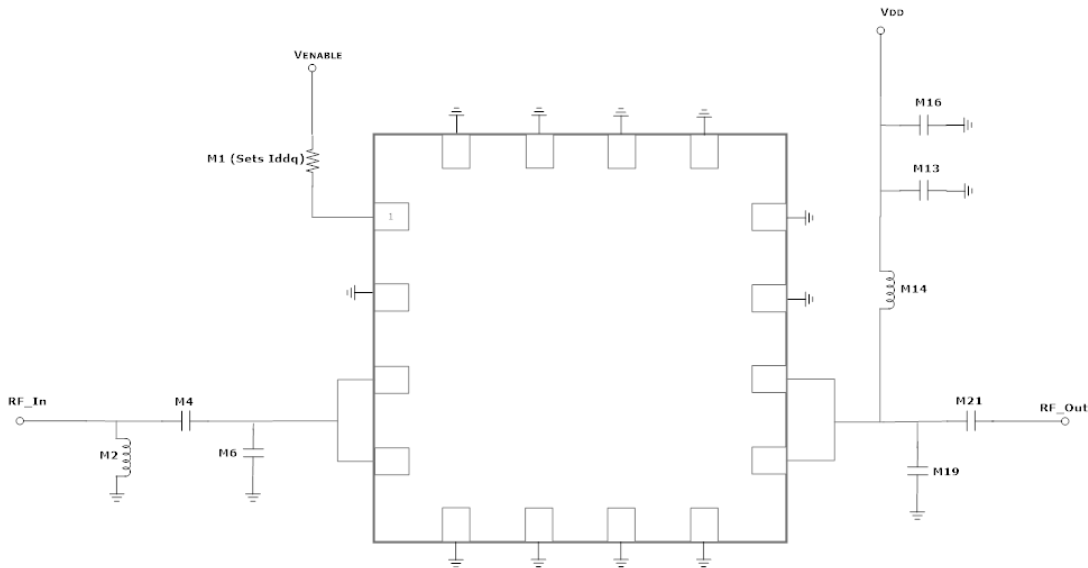 VDD
VENABLE
M16
M1 (Sets Iddq)
M13
1
M14
RF_In
M4
M21
RF_Out
M2
M6
M19